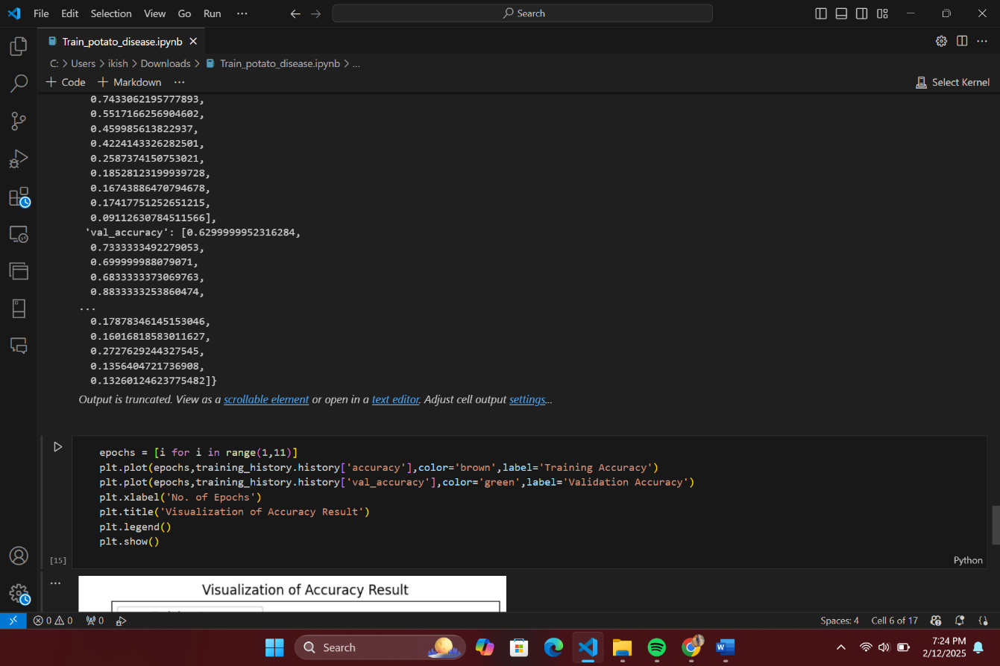 File Edit Selection View Go Run ···
Search
Train_potato_disease.ipynb
C: > Users > ikish > Downloads > Train_potato_disease.ipynb > ...
+ Code + Markdown ···
Select Kernel
0.7433062195777893,
0.5517166256904602,
0.459985613822937,
0.4224143326282501,
0.2587374150753021,
0.18528123199939728,
0.16743886470794678,
0.17417751252651215,
0.09112630784511566],
'val_accuracy': [0.6299999952316284,
0.7333333492279053,
0.699999988079071,
0.6833333373069763,
0.8833333253860474,
...
0.17878346145153046,
0.16016818583011627,
0.2727629244327545,
0.1356404721736908,
0.13260124623775482]}
Output is truncated. View as a scrollable element or open in a text editor. Adjust cell output settings...
epochs = [i for i in range(1,11)]
plt.plot(epochs,training_history.history['accuracy'],color='brown',label='Training Accuracy')
plt.plot(epochs,training_history.history['val_accuracy'],color='green',label='Validation Accuracy')
plt.xlabel('No. of Epochs')
plt.title('Visualization of Accuracy Result')
plt.legend()
plt.show()
[15]
Python
...
Visualization of Accuracy Result
0 0 0
Spaces: 4 Cell 6 of 17
Search
7:24 PM
2/12/2025